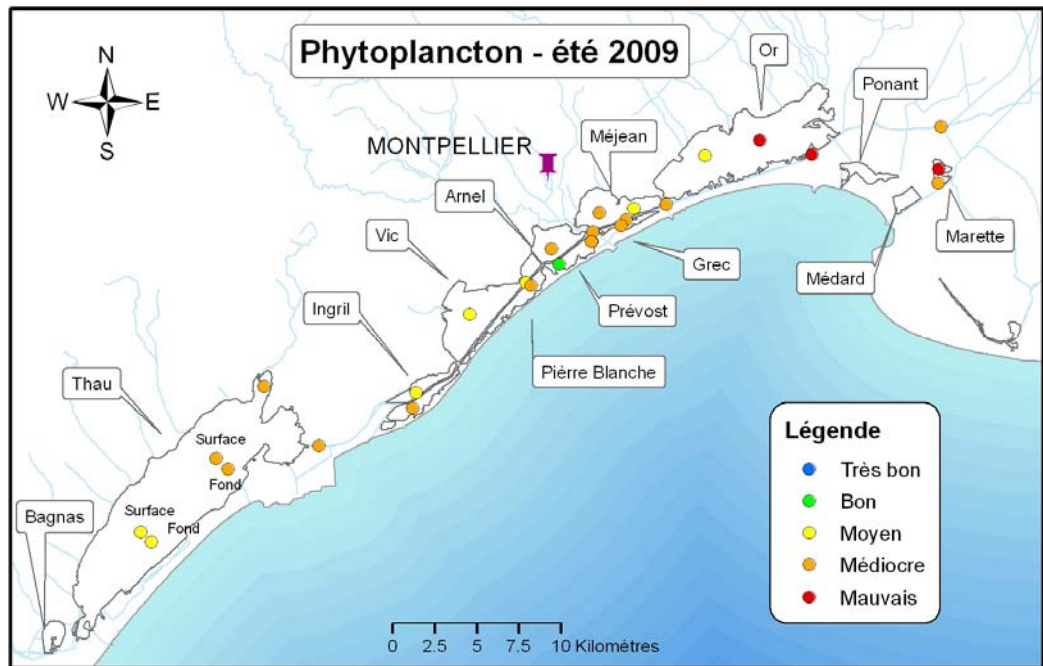 Phytoplancton - été 2009
N
W
E
S
MONTPELLIER
Or
Ponant
Méjean
Arnel
Vic
Marette
Grec
Médard
Ingril
Prévost
Pièrre Blanche
Thau
Surface
Fond
Surface
Fond
Bagnas
Légende
Très bon
Bon
Moyen
Médiocre
Mauvais
0 2.5 5 7.5 10 Kilomètres